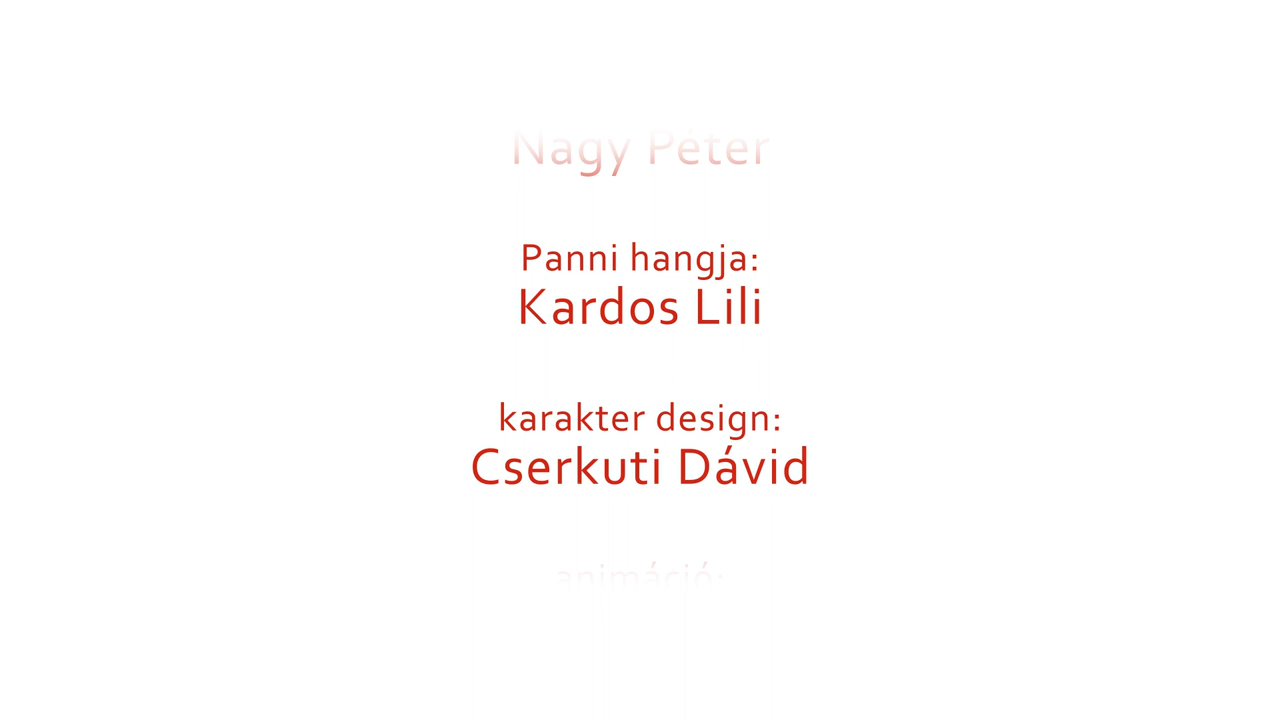 Nagy Péter
Panni hangja:
Kardos Lili
karakter design:
Cserkuti Dávid
animáció: